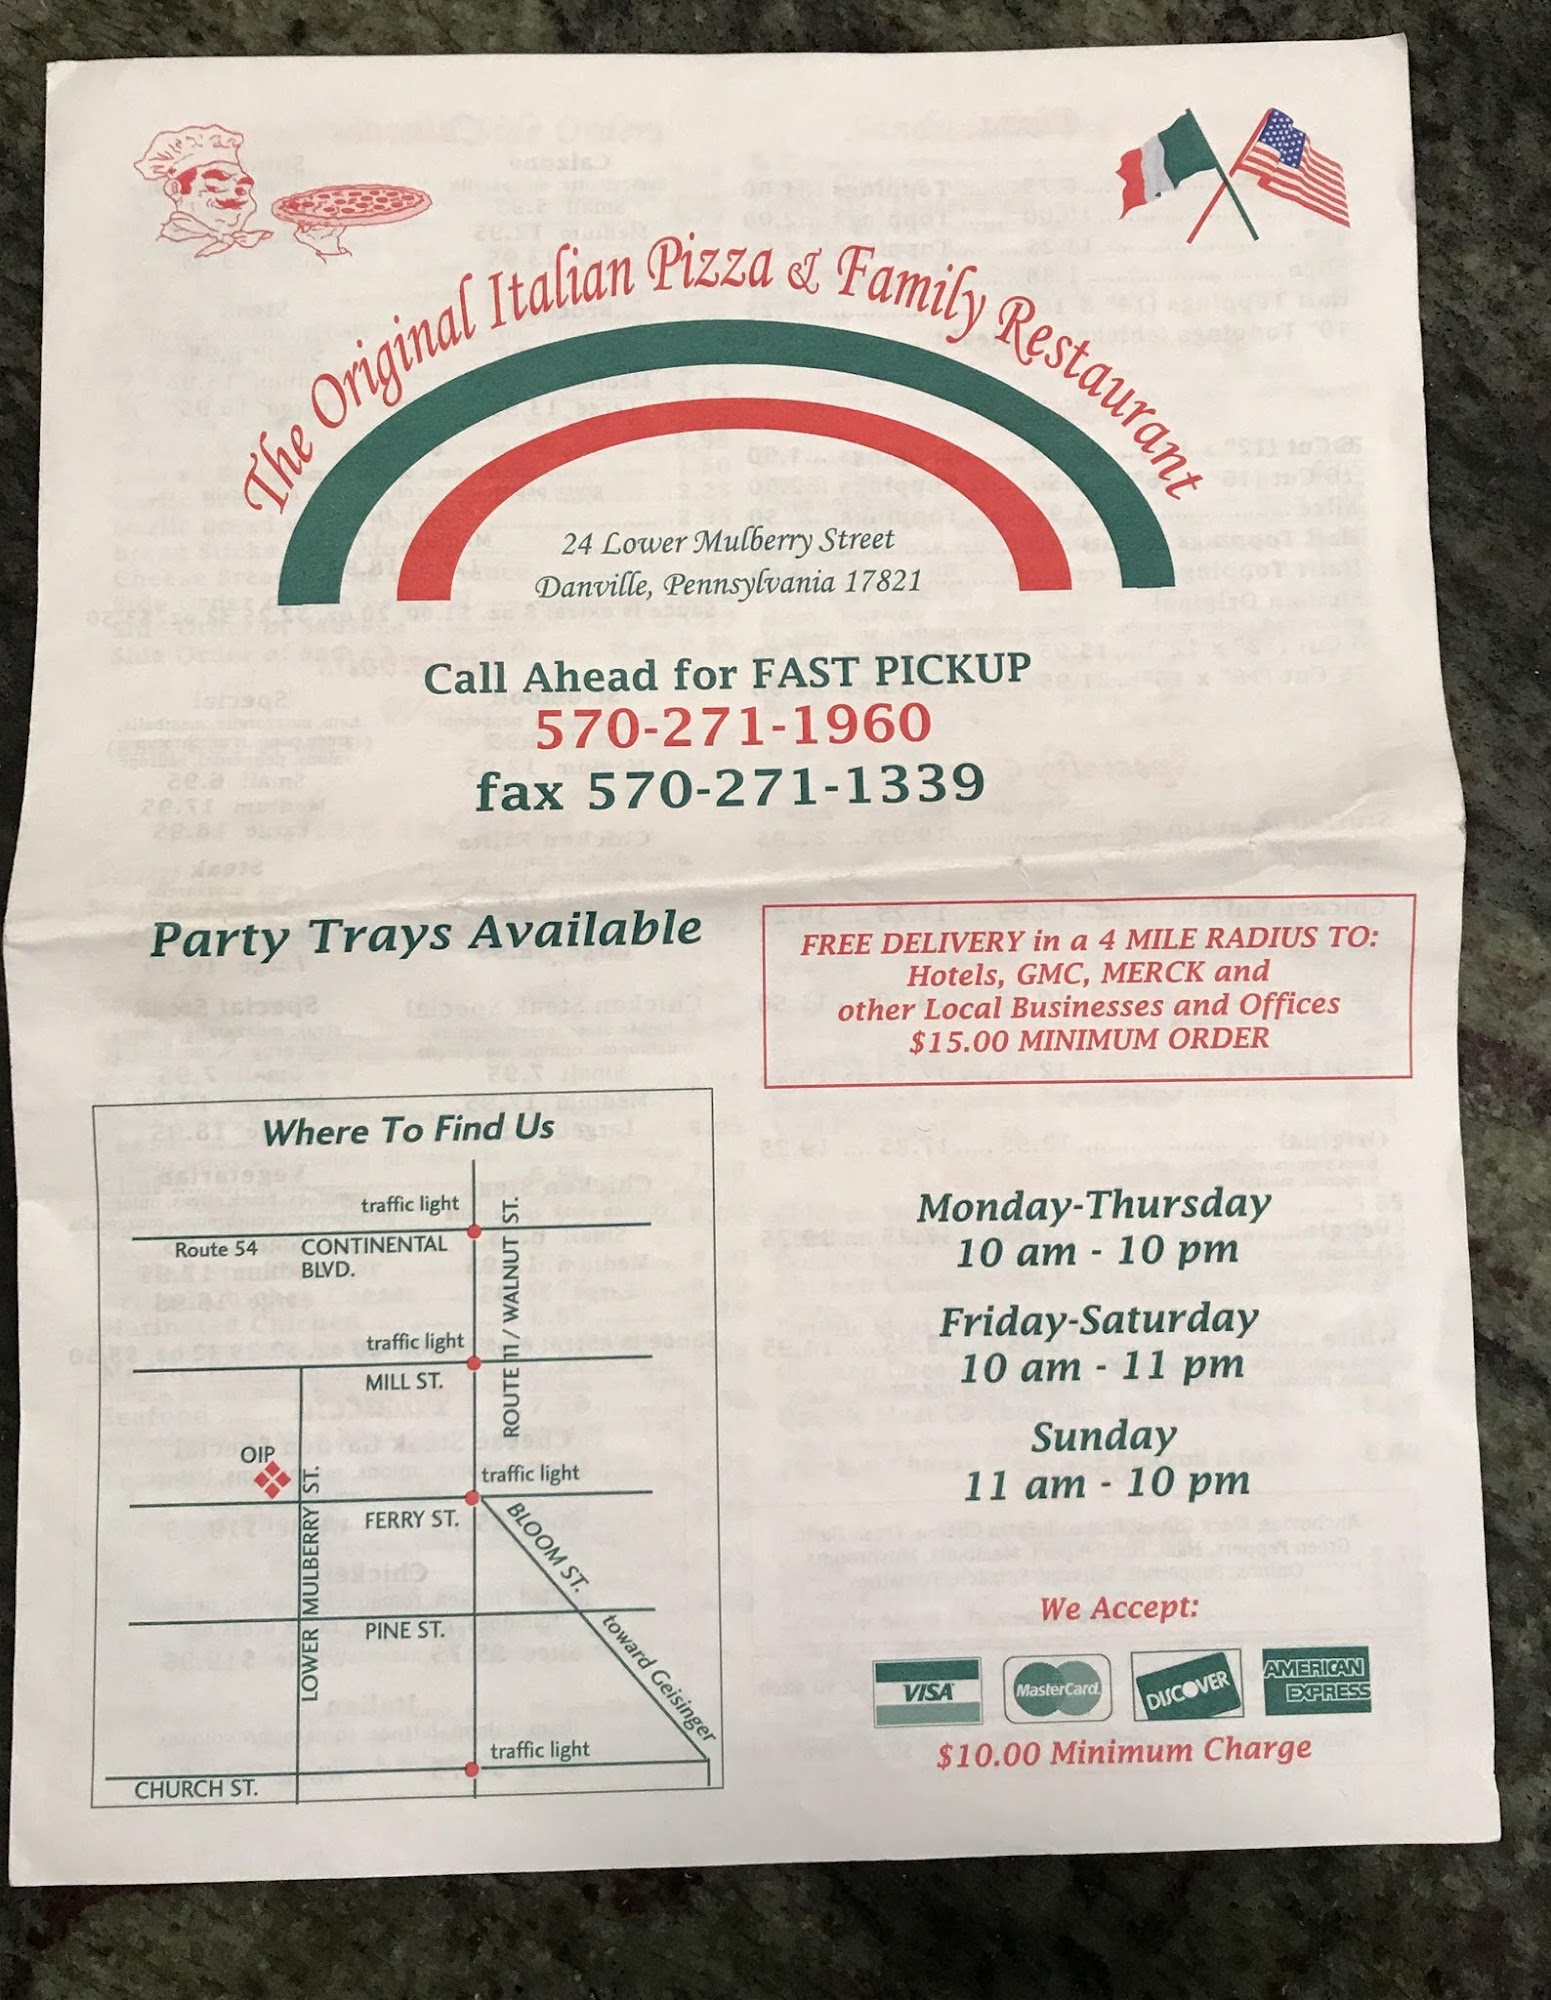 The Original Italian Pizza & Family Restaurant
24 Lower Mulberry Street
Danville, Pennsylvania 17821
Call Ahead for FAST PICKUP
570-271-1960
fax 570-271-1339
Party Trays Available
FREE DELIVERY in a 4 MILE RADIUS TO:
Hotels, GMC, MERCK and
other Local Businesses and Offices
$15.00 MINIMUM ORDER
Where To Find Us
traffic light
Route 54
CONTINENTAL
BLVD.
ROUTE 11 / WALNUT ST.
traffic light
MILL ST.
OIP
traffic light
FERRY ST.
LOWER MULBERRY ST.
BLOOM ST.
PINE ST.
toward Geisinger
traffic light
CHURCH ST.
Monday-Thursday
10 am - 10 pm
Friday-Saturday
10 am - 11 pm
Sunday
11 am - 10 pm
We Accept:
VISA
MasterCard
DISCOVER
AMERICAN
EXPRESS
$10.00 Minimum Charge